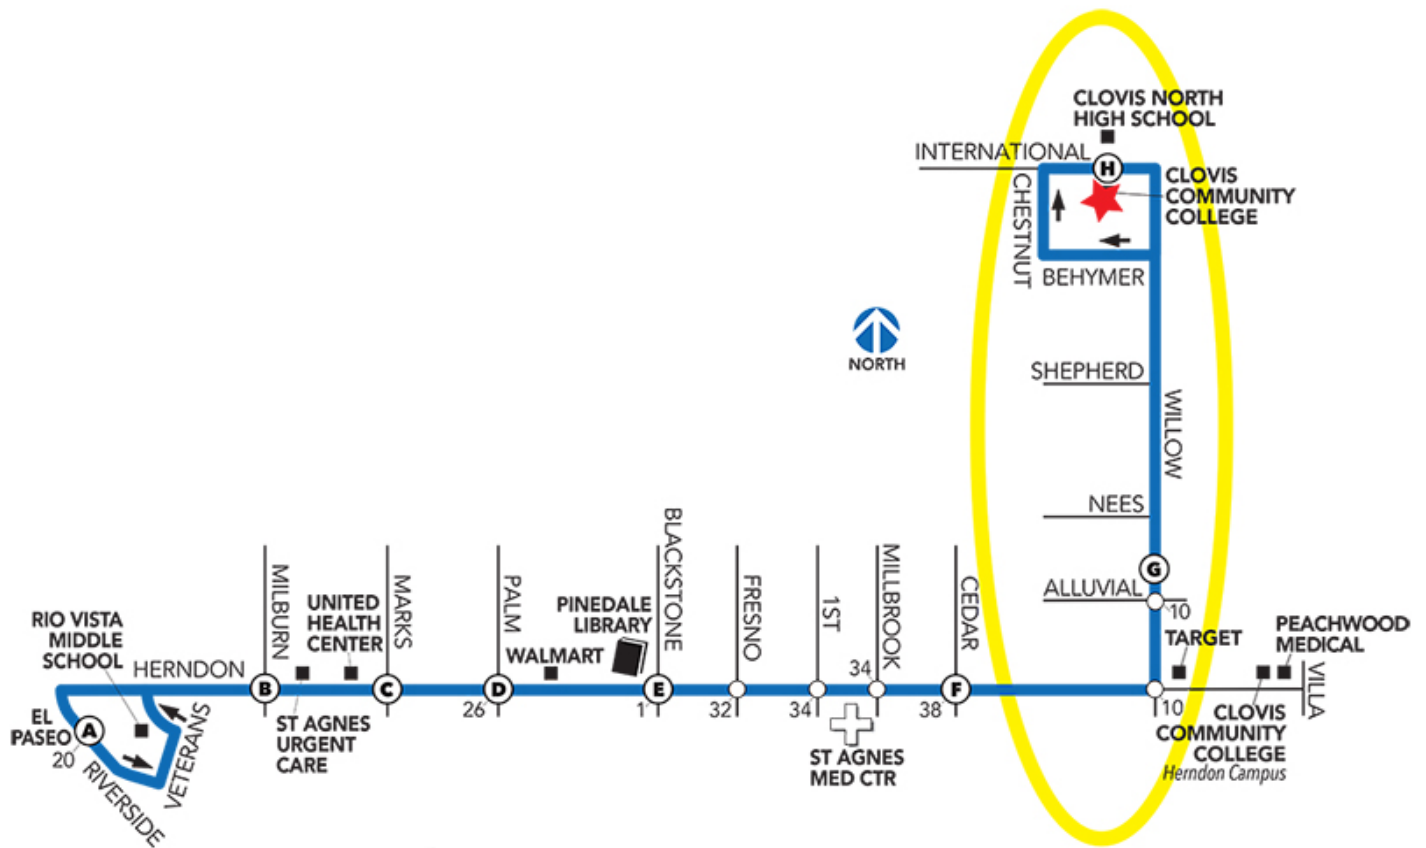 CLOVIS NORTH
HIGH SCHOOL
INTERNATIONAL
H
CLOVIS
COMMUNITY
COLLEGE
CHESTNUT
BEHYMER
NORTH
SHEPHERD
WILLOW
NEES
G
ALLUVIAL
10
BLACKSTONE
MILBURN
MARKS
PALM
FRESNO
1ST
MILLBROOK
CEDAR
RIO VISTA
MIDDLE
SCHOOL
UNITED
HEALTH
CENTER
PINEDALE
LIBRARY
WALMART
TARGET
PEACHWOOD
MEDICAL
HERNDON
34
B
C
D
E
F
VILLA
EL
PASEO
A
20
RIVERSIDE
VETERANS
ST AGNES
URGENT
CARE
26
1
32
34
38
10
ST AGNES
MED CTR
CLOVIS
COMMUNITY
COLLEGE
Herndon Campus